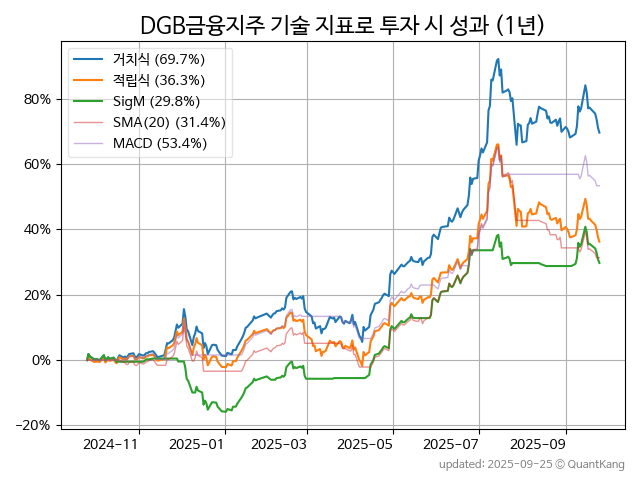 DGB금융지주 기술 지표로 투자 시 성과 (1년)
거치식 (69.7%)
적립식 (36.3%)
SigM (29.8%)
SMA(20) (31.4%)
MACD (53.4%)
80%
60%
40%
20%
0%
−20%
2024−11 2025−01 2025−03 2025−05 2025−07 2025−09
updated: 2025−09−25 © QuantKang